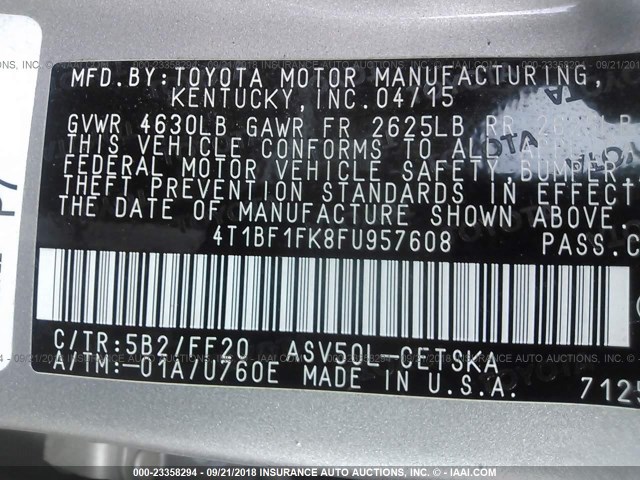 MFD.BY:TOYOTA MOTOR MANUFACTURING,
KENTUCKY,INC.04/15
GVWR 4630LB GAWR FR 2625LB RR
THIS VEHICLE CONFORMS TO ALL
FEDERAL MOTOR VEHICLE SAFETY BUMPER
THEFT PREVENTION STANDARDS IN EFFECT
THE DATE OF MANUFACTURE SHOWN ABOVE.
4T1BF1FK8FU957608 PASS.C
C/TR:5B2/FF20 ASV50L-CETSKA
A/TM:-01A/U760E MADE IN U.S.A.
7125
000-23358294 - 09/21/2018 INSURANCE AUTO AUCTIONS, INC. - © - IAAI.COM